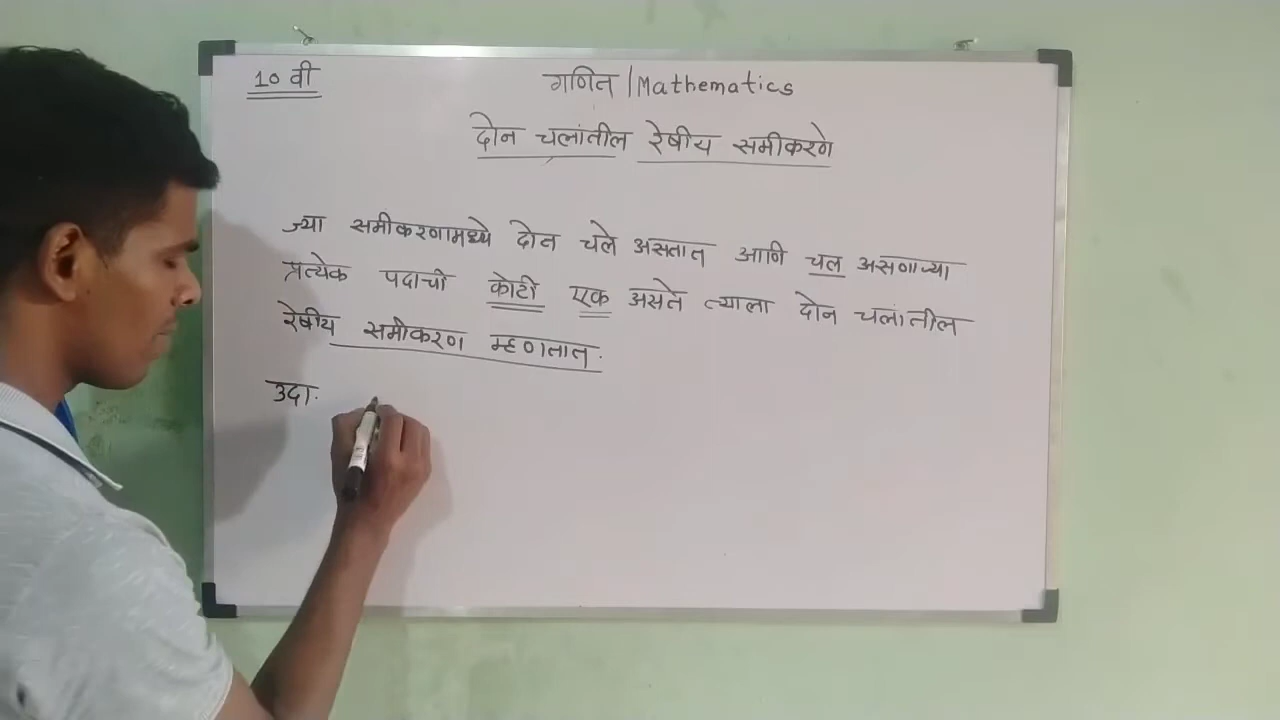 10 वी
गणित | Mathematics
दोन चलांतील रेषीय समीकरणे
ज्या समीकरणामध्ये दोन चले असतात आणि चल असणाऱ्या
प्रत्येक पदाची कोटी एक असते त्याला दोन चलांतील
रेषीय समीकरण म्हणतात.
उदा.